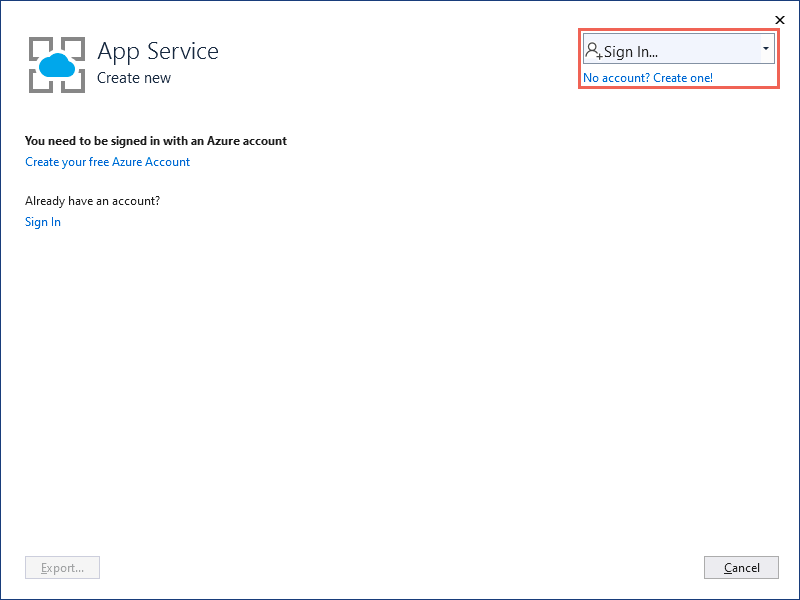 App Service
Create new
Sign In...
No account? Create one!
You need to be signed in with an Azure account
Create your free Azure Account
Already have an account?
Sign In
Export...
Cancel